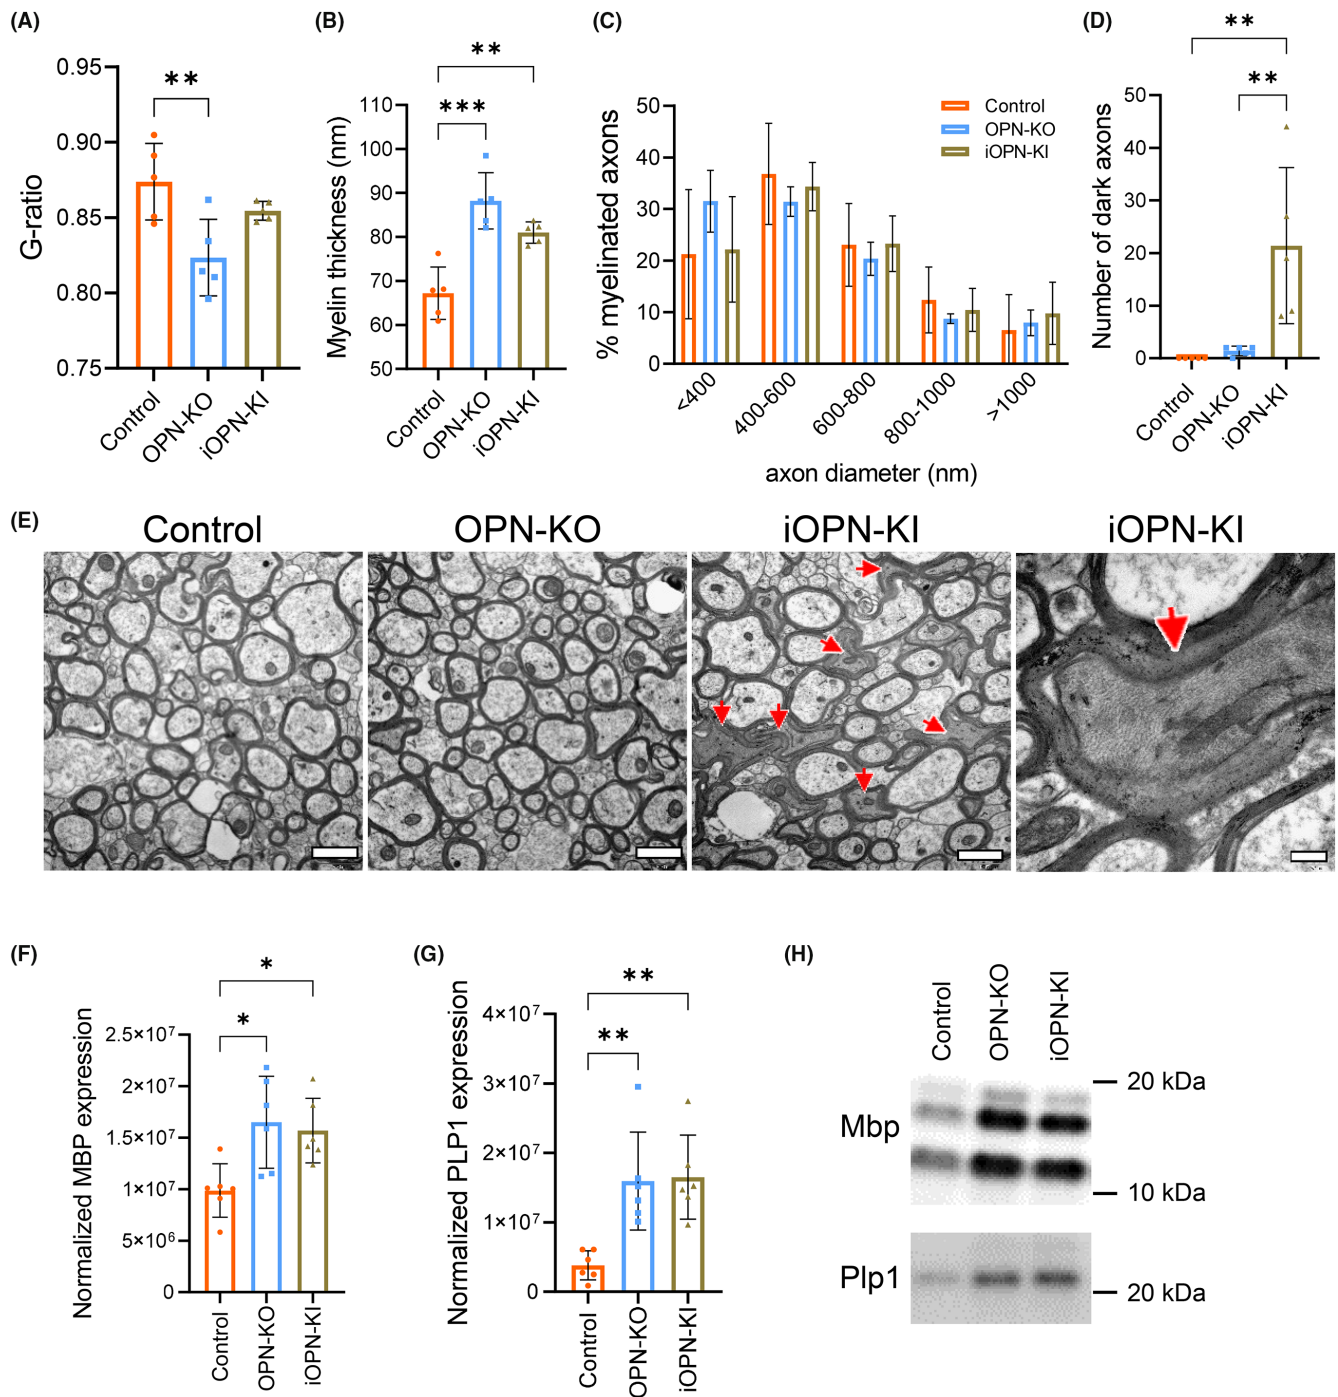 (A)
G-ratio
0.95
0.90
0.85
0.80
0.75
**
Control
OPN-KO
iOPN-KI
(B)
Myelin thickness (nm)
110
100
90
80
70
60
50
**
***
Control
OPN-KO
iOPN-KI
(C)
% myelinated axons
50
40
30
20
10
0
Control
OPN-KO
iOPN-KI
<400
400-600
600-800
800-1000
>1000
axon diameter (nm)
(D)
Number of dark axons
50
40
30
20
10
0
**
**
Control
OPN-KO
iOPN-KI
(E)
Control
OPN-KO
iOPN-KI
iOPN-KI
(F)
Normalized MBP expression
2.5×10⁷
2×10⁷
1.5×10⁷
1×10⁷
5×10⁶
0
*
*
Control
OPN-KO
iOPN-KI
(G)
Normalized PLP1 expression
4×10⁷
3×10⁷
2×10⁷
1×10⁷
0
**
**
Control
OPN-KO
iOPN-KI
(H)
Control
OPN-KO
iOPN-KI
Mbp
20 kDa
10 kDa
Plp1
20 kDa